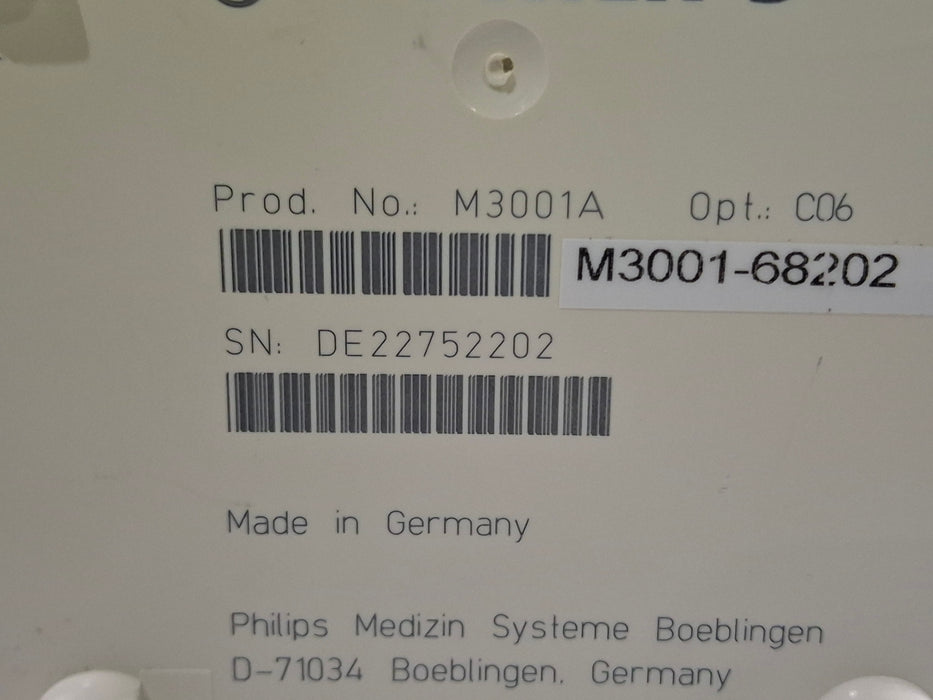 Prod. No.: M3001A Opt.: C06
M3001-68202
SN: DE22752202
Made in Germany
Philips Medizin Systeme Boeblingen
D-71034 Boeblingen, Germany